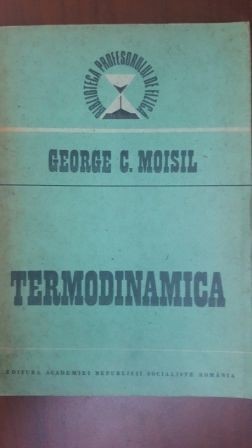 BIBLIOTECA PROFESORULUI DE FIZICĂ
GEORGE C. MOISIL
TERMODINAMICA
EDITURA ACADEMIEI REPUBLICII SOCIALISTE ROMÂNIA